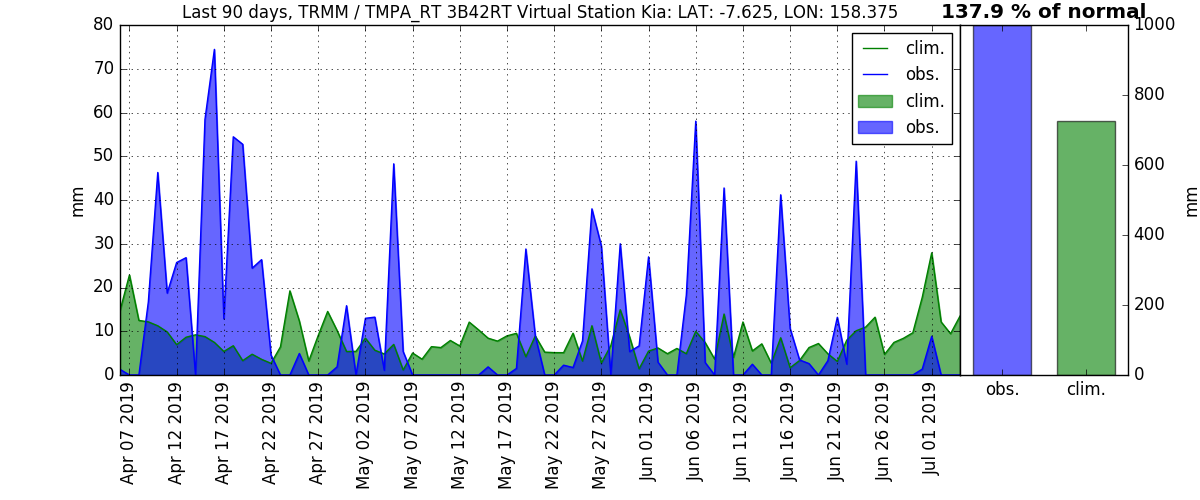 Last 90 days, TRMM / TMPA_RT 3B42RT Virtual Station Kia: LAT: -7.625, LON: 158.375
137.9 % of normal
80
70
60
50
40
30
20
10
0
mm
clim.
obs.
clim.
obs.
Apr 07 2019
Apr 12 2019
Apr 17 2019
Apr 22 2019
Apr 27 2019
May 02 2019
May 07 2019
May 12 2019
May 17 2019
May 22 2019
May 27 2019
Jun 01 2019
Jun 06 2019
Jun 11 2019
Jun 16 2019
Jun 21 2019
Jun 26 2019
Jul 01 2019
1000
800
600
400
200
0
mm
obs.
clim.